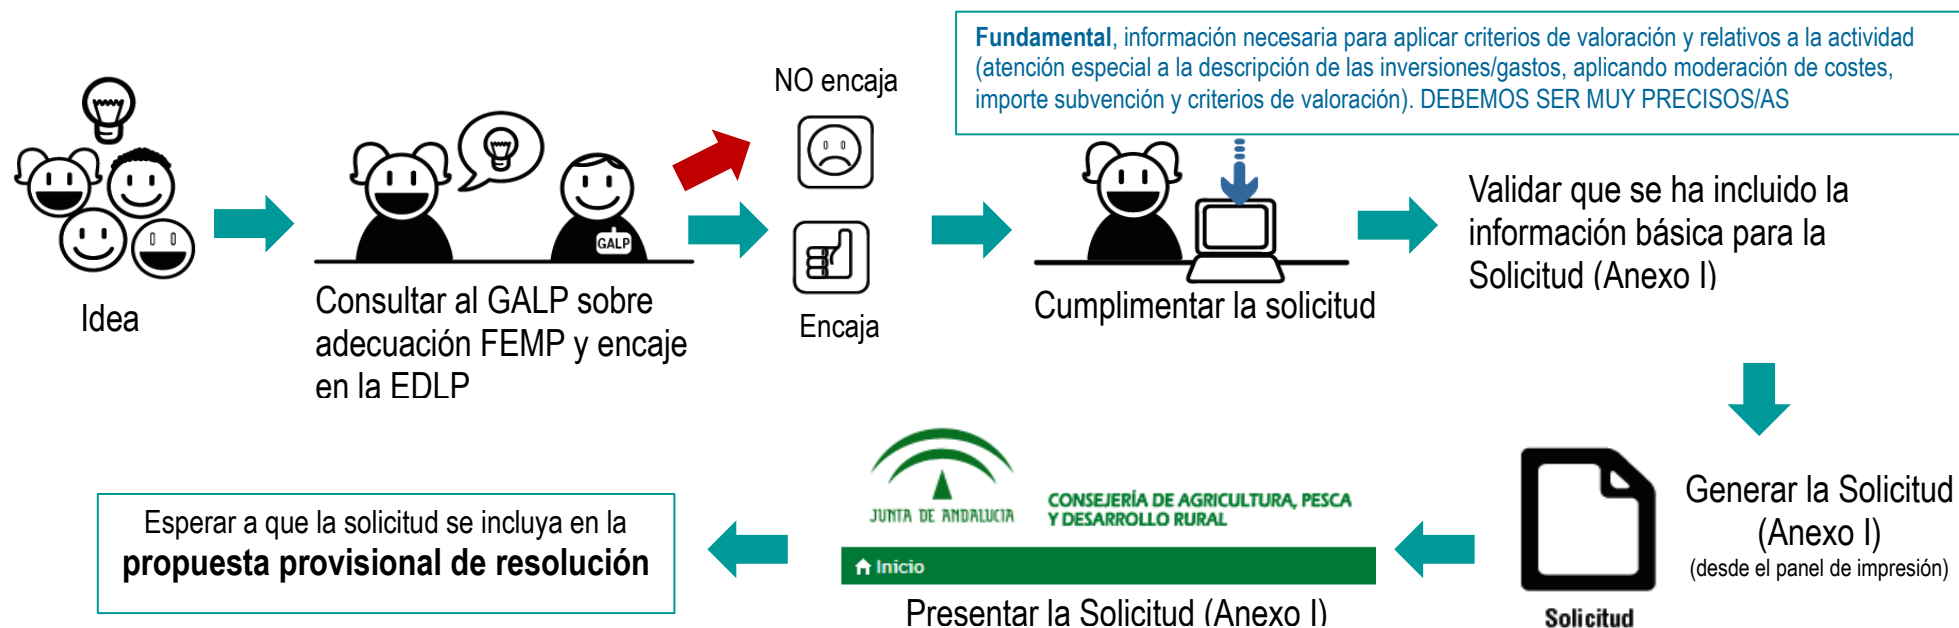 Fundamental, información necesaria para aplicar criterios de valoración y relativos a la actividad
(atención especial a la descripción de las inversiones/gastos, aplicando moderación de costes,
importe subvención y criterios de valoración). DEBEMOS SER MUY PRECISOS/AS
NO encaja
GALP
Idea
Consultar al GALP sobre
adecuación FEMP y encaje
en la EDLP
Encaja
Cumplimentar la solicitud
Validar que se ha incluido la
información básica para la
Solicitud (Anexo I)
Generar la Solicitud
(Anexo I)
(desde el panel de impresión)
Solicitud
JUNTA DE ANDALUCIA
CONSEJERÍA DE AGRICULTURA, PESCA
Y DESARROLLO RURAL
Inicio
Presentar la Solicitud (Anexo I)
Esperar a que la solicitud se incluya en la
propuesta provisional de resolución